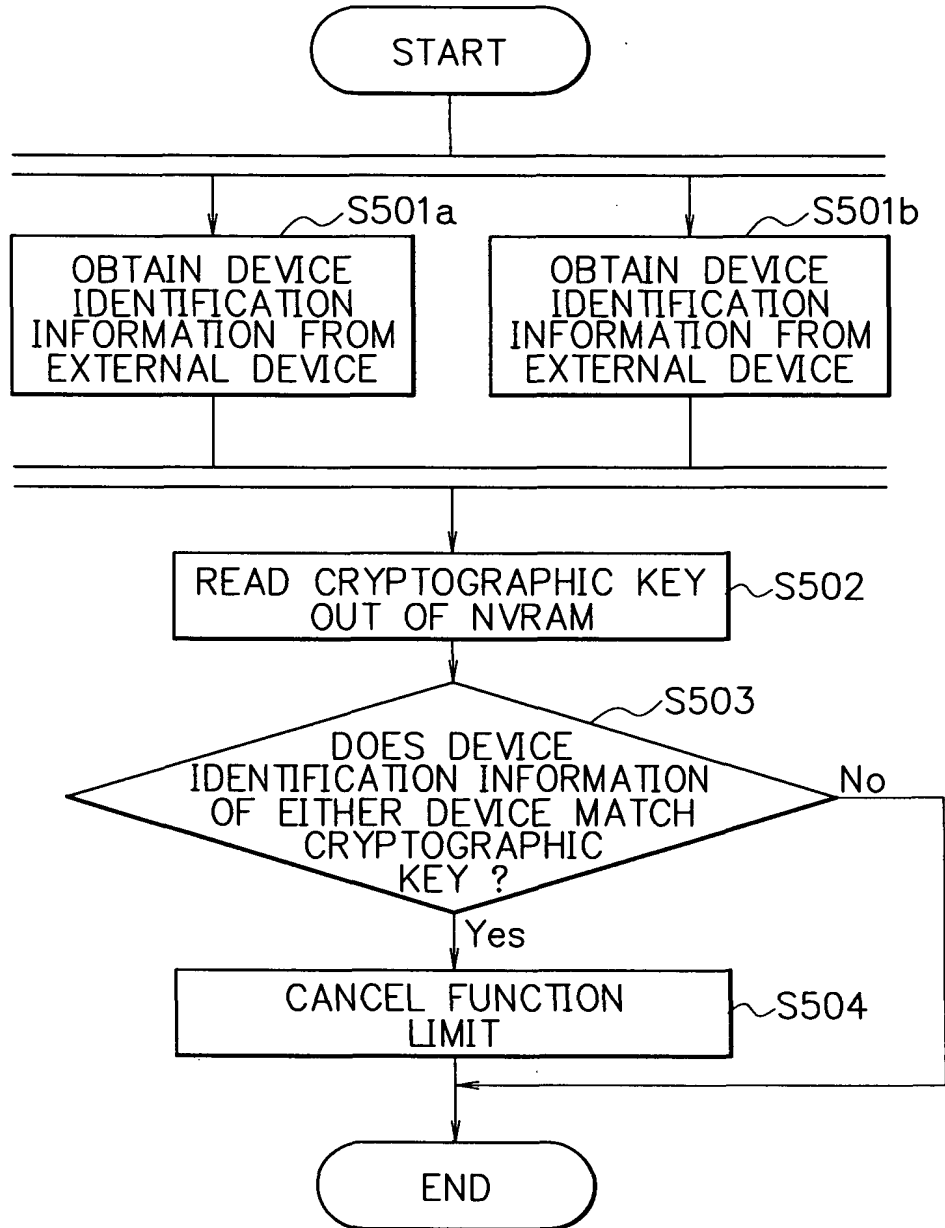 START
S501a
S501b
OBTAIN DEVICE
IDENTIFICATION
INFORMATION FROM
EXTERNAL DEVICE
OBTAIN DEVICE
IDENTIFICATION
INFORMATION FROM
EXTERNAL DEVICE
READ CRYPTOGRAPHIC KEY
OUT OF NVRAM
S502
S503
DOES DEVICE
IDENTIFICATION INFORMATION
OF EITHER DEVICE MATCH
CRYPTOGRAPHIC
KEY ?
No
Yes
CANCEL FUNCTION
LIMIT
S504
END